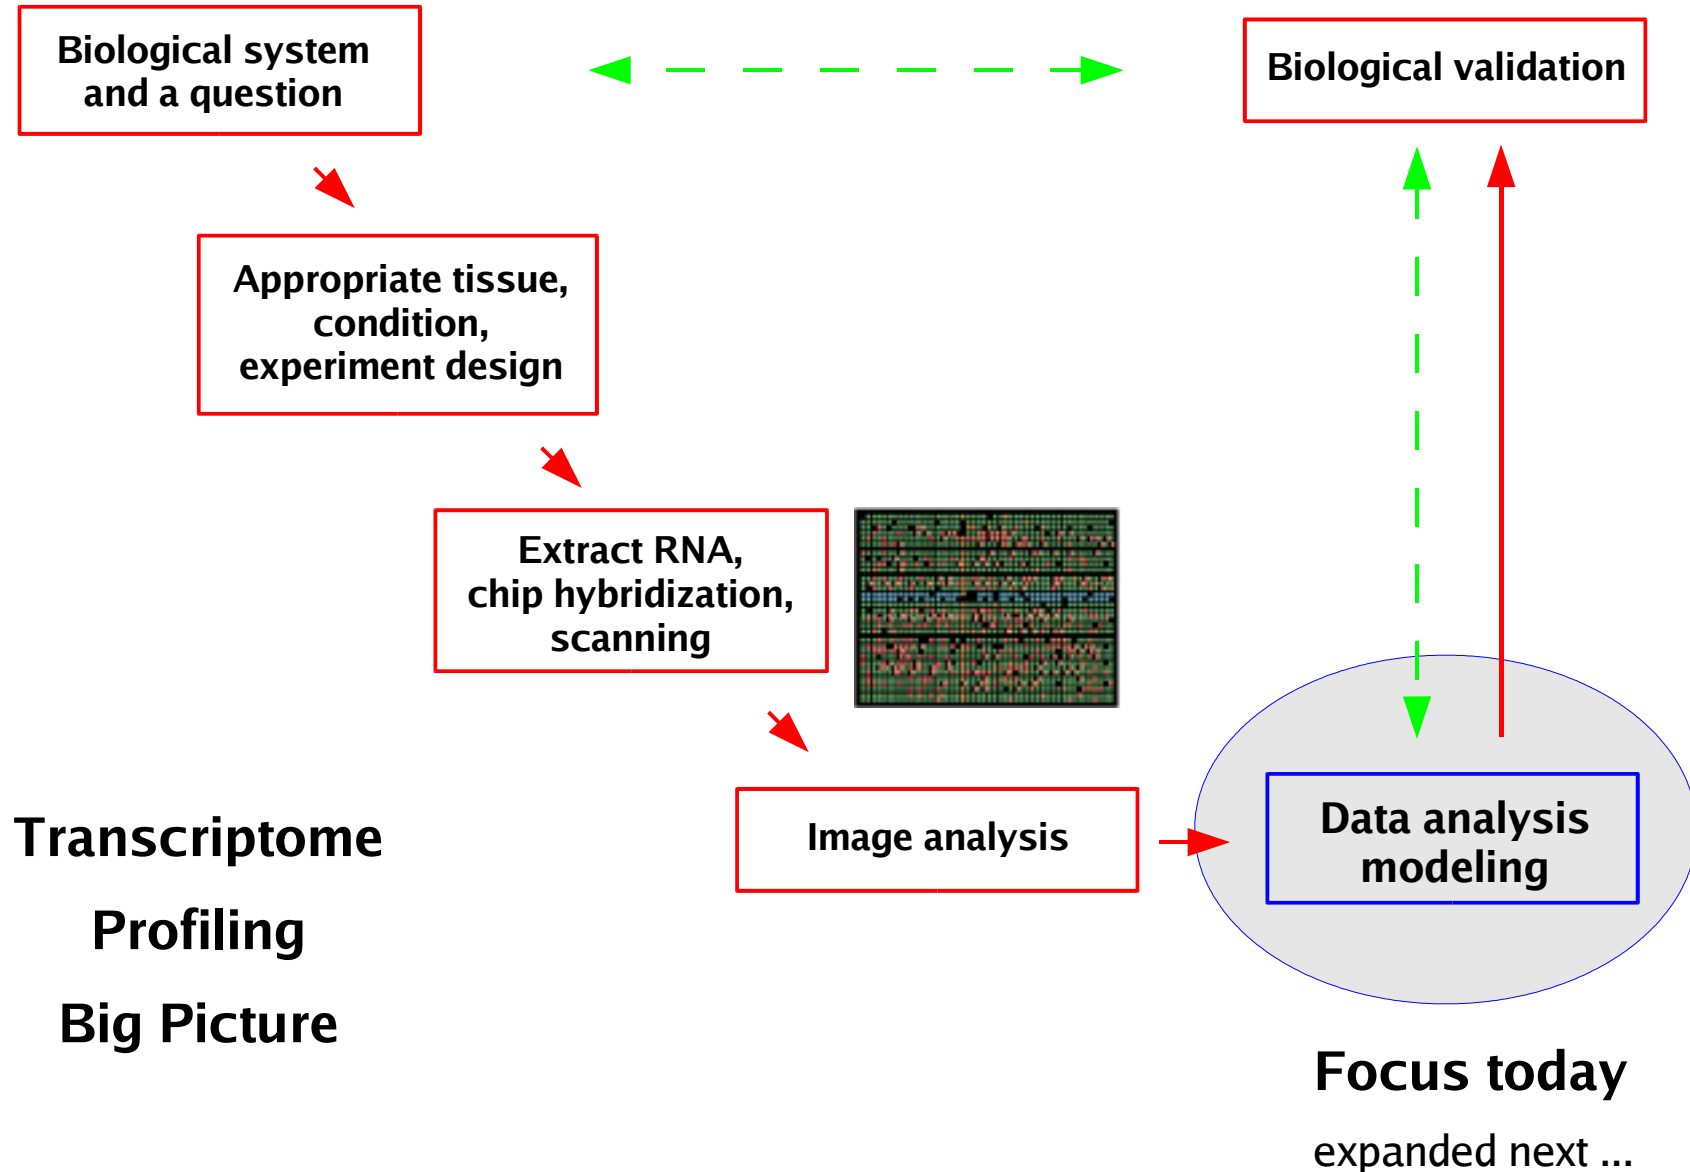 Biological system
and a question
Biological validation
Appropriate tissue,
condition,
experiment design
Extract RNA,
chip hybridization,
scanning
Image analysis
Data analysis
modeling
Transcriptome
Profiling
Big Picture
Focus today
expanded next ...